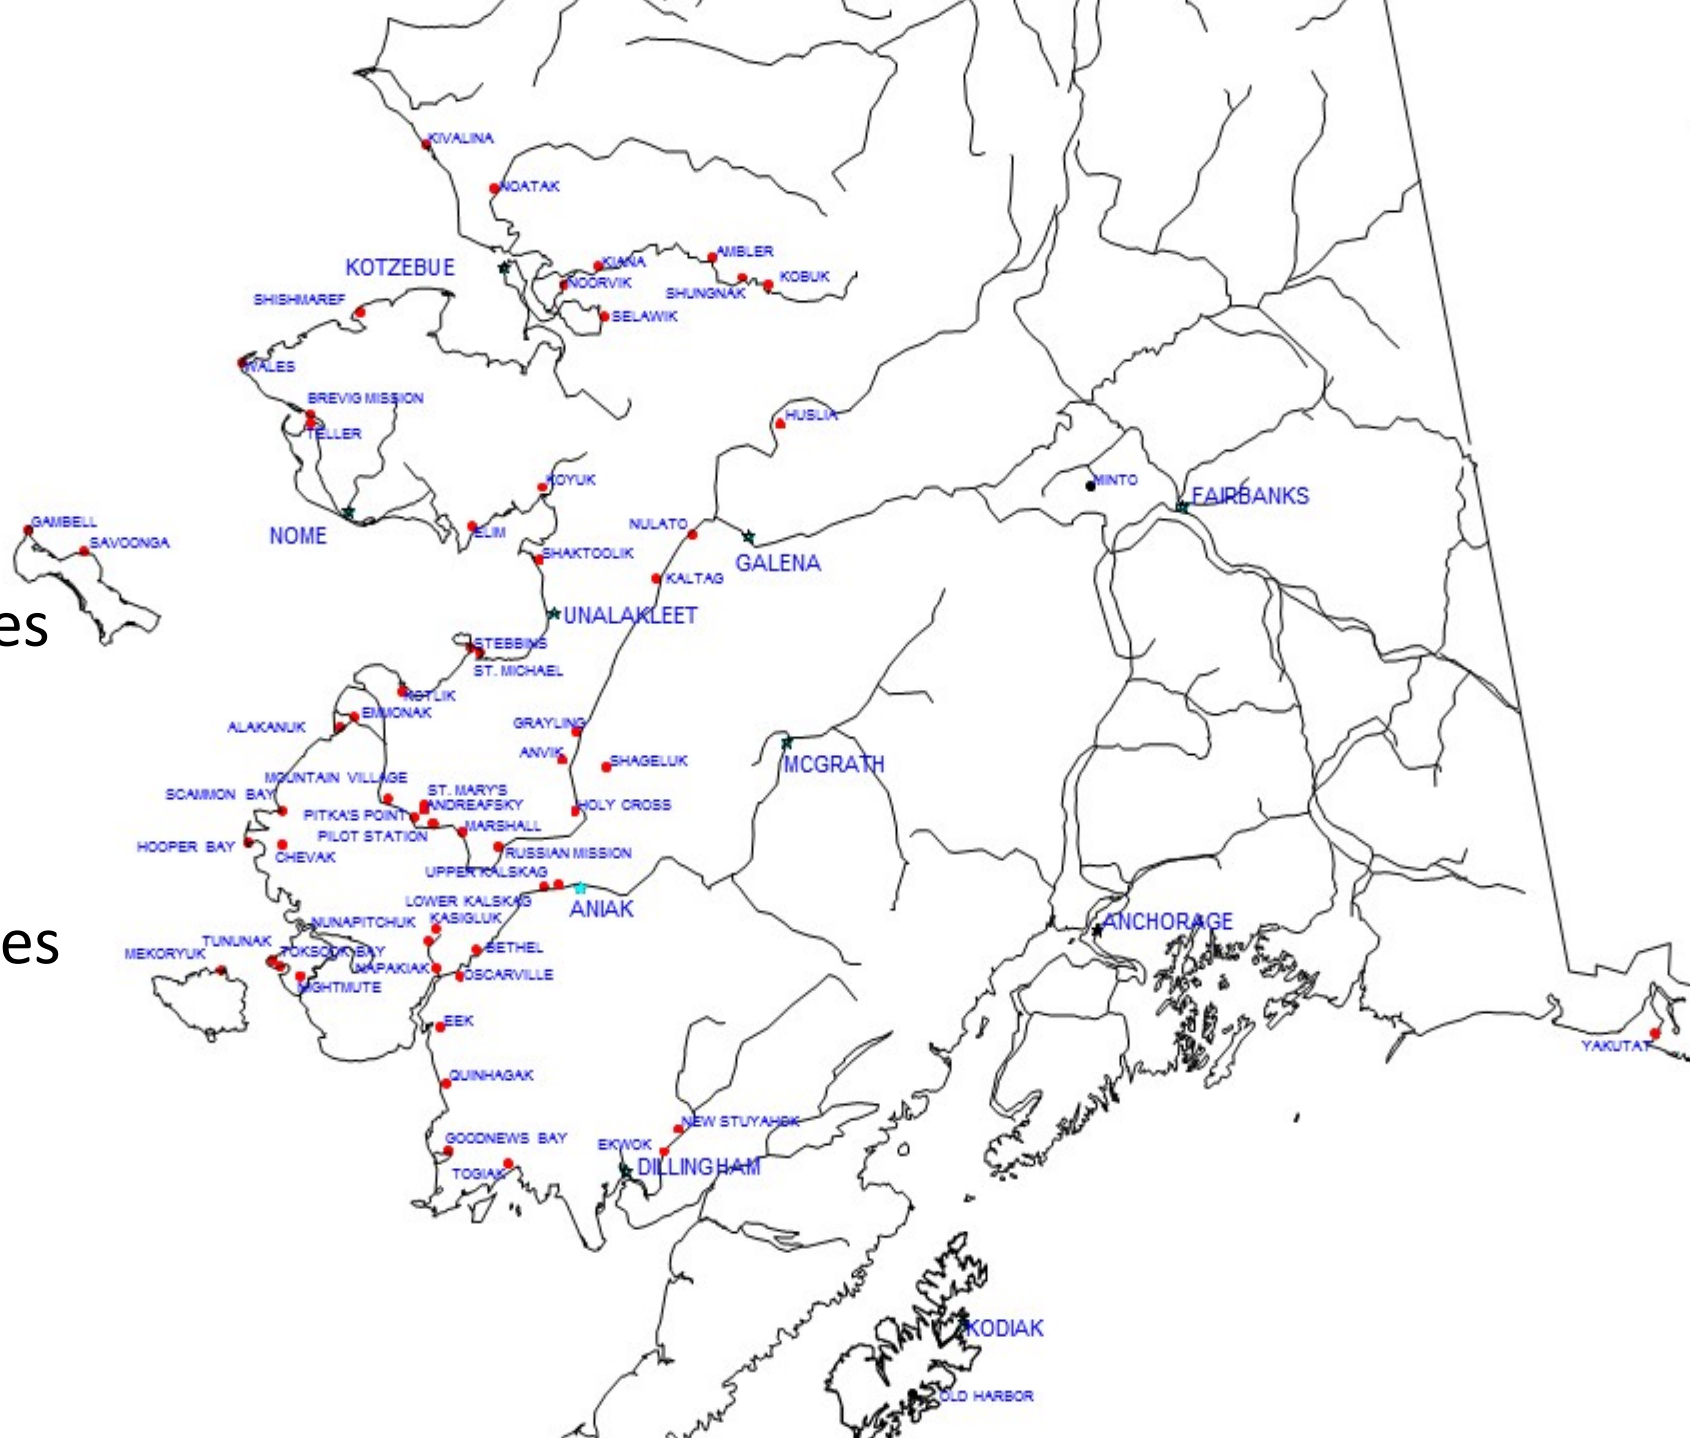 KIVALINA
NOATAK
AMBLER
KIANA
KOTZEBUE
KOBUK
NOORVIK
SHUNGNAK
SHISHMAREF
SELAWIK
WALES
BREVIG MISSION
HUSLIA
TELLER
KOYUK
MINTO
FAIRBANKS
GAMBELL
NULATO
ELIM
NOME
SAVOONGA
SHAKTOOLIK
GALENA
KALTAG
UNALAKLEET
es
STEBBINS
ST. MICHAEL
KOTLIK
EMMONAK
ALAKANUK
GRAYLING
ANVIK
SHAGELUK
MCGRATH
MOUNTAIN VILLAGE
ST. MARY'S
SCAMMON BAY
ANDREAFSKY
HOLY CROSS
PITKA'S POINT
MARSHALL
PILOT STATION
HOOPER BAY
RUSSIAN MISSION
CHEVAK
UPPER KALSKAG
LOWER KALSKAG
ANIAK
KASIGLUK
NUNAPITCHUK
ANCHORAGE
TUNUNAK
es
BETHEL
MEKORYUK
TOKSOOK BAY
NAPAKIAK
OSCARVILLE
NIGHTMUTE
EEK
YAKUTAT
QUINHAGAK
NEW STUYAHOK
GOODNEWS BAY
EKWOK
DILLINGHAM
TOGIAK
KODIAK
OLD HARBOR